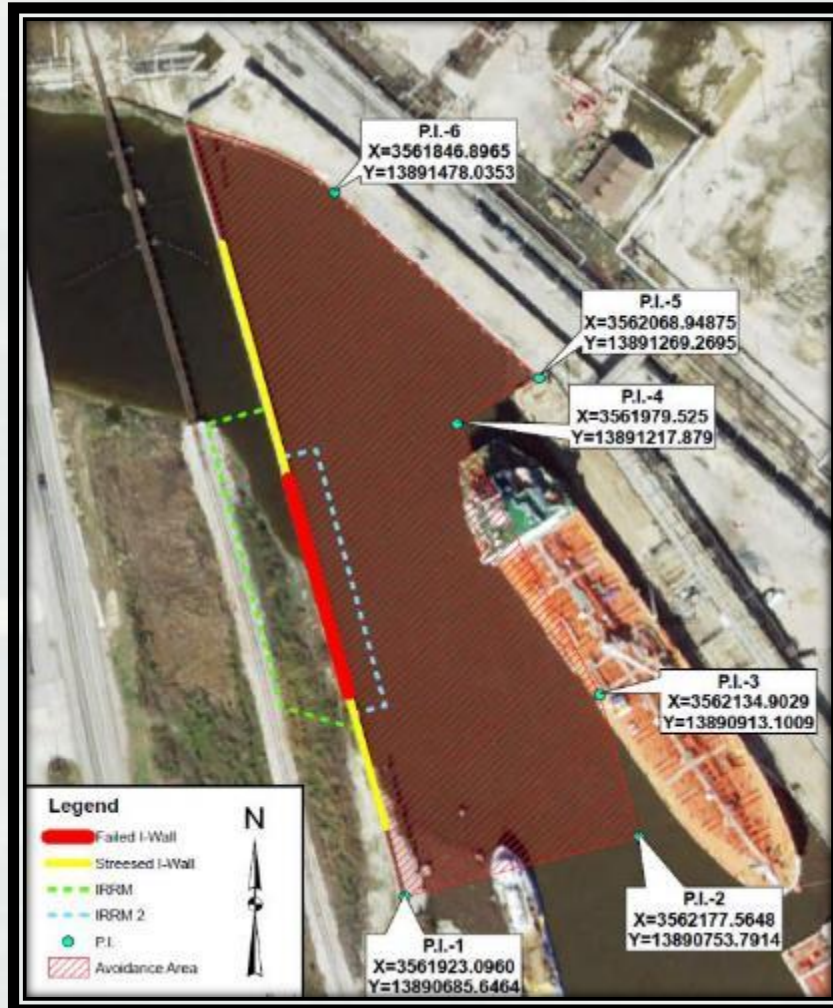 P.I.-6
X=3561846.8965
Y=13891478.0353
P.I.-5
X=3562068.94875
Y=13891269.2695
P.I.-4
X=3561979.525
Y=13891217.879
P.I.-3
X=3562134.9029
Y=13890913.1009
P.I.-2
X=3562177.5648
Y=13890753.7914
P.I.-1
X=3561923.0960
Y=13890685.6464
Legend
N
Failed I-Wall
Streesed I-Wall
IRRM
IRRM 2
P.I.
Avoidance Area